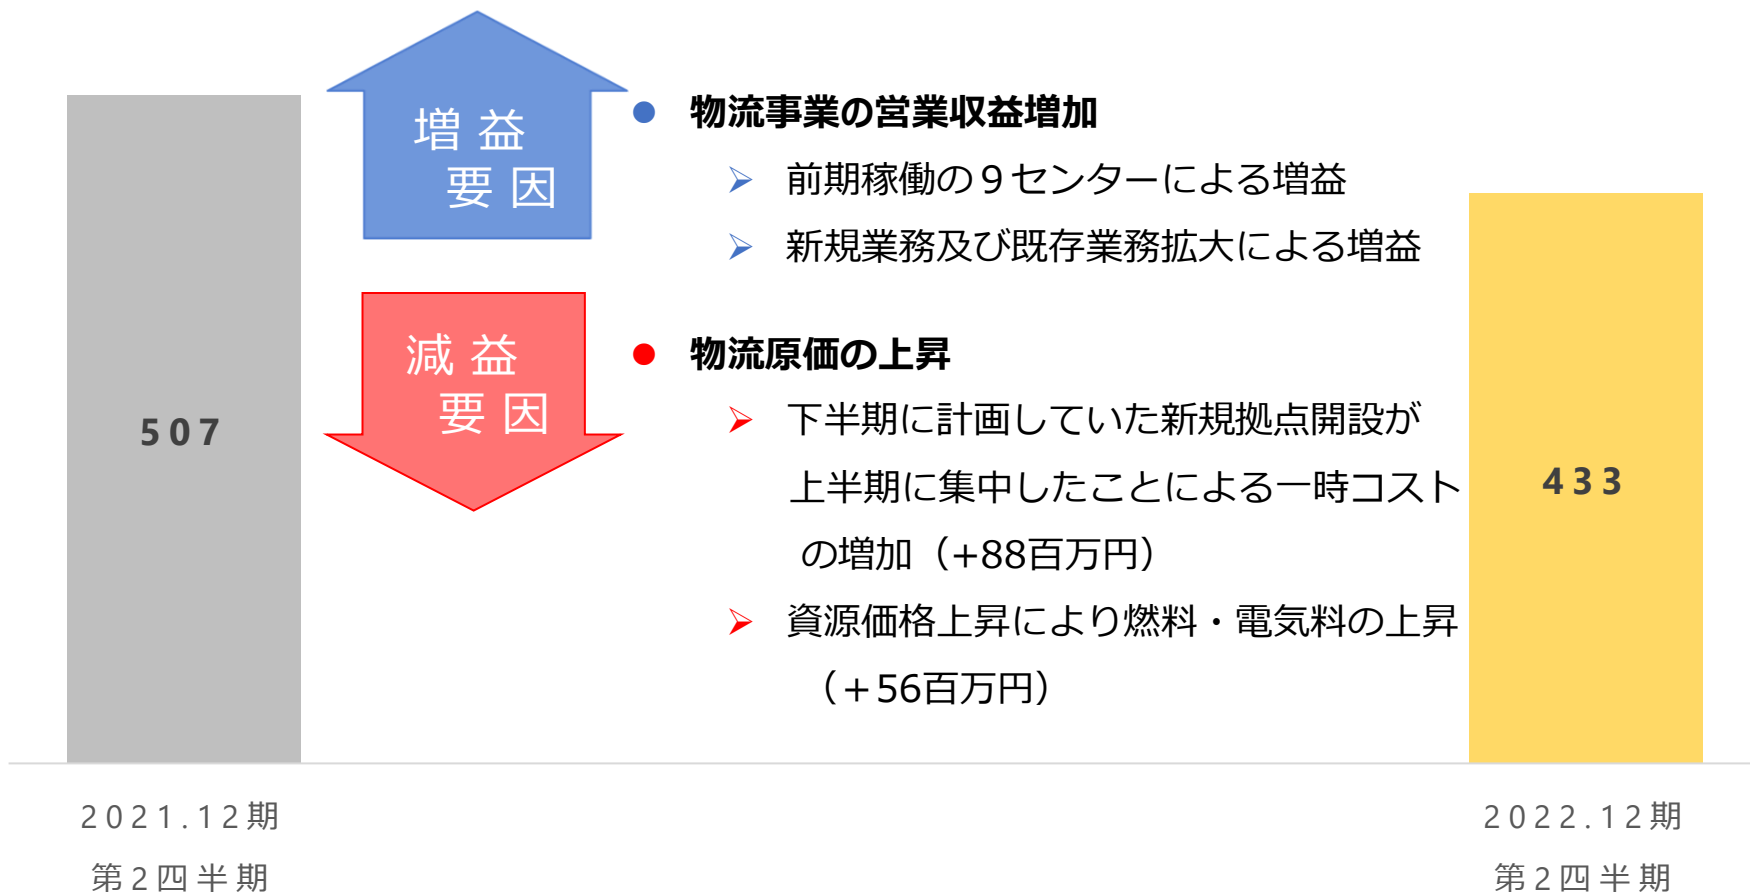 増益
要因
物流事業の営業収益増加
前期稼働の９センターによる増益
新規業務及び既存業務拡大による増益
減益
要因
物流原価の上昇
下半期に計画していた新規拠点開設が
上半期に集中したことによる一時コスト
の増加（+88百万円）
資源価格上昇により燃料・電気料の上昇
（＋56百万円）
507
433
2021.12期
第2四半期
2022.12期
第2四半期